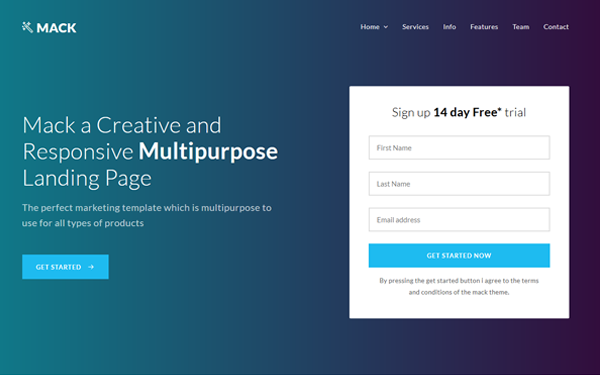 MACK
Home Services Info Features Team Contact
Mack a Creative and
Responsive Multipurpose
Landing Page
The perfect marketing template which is multipurpose to
use for all types of products
GET STARTED →
Sign up 14 day Free* trial
First Name
Last Name
Email address
GET STARTED NOW
By pressing the get started button i agree to the terms
and conditions of the mack theme.